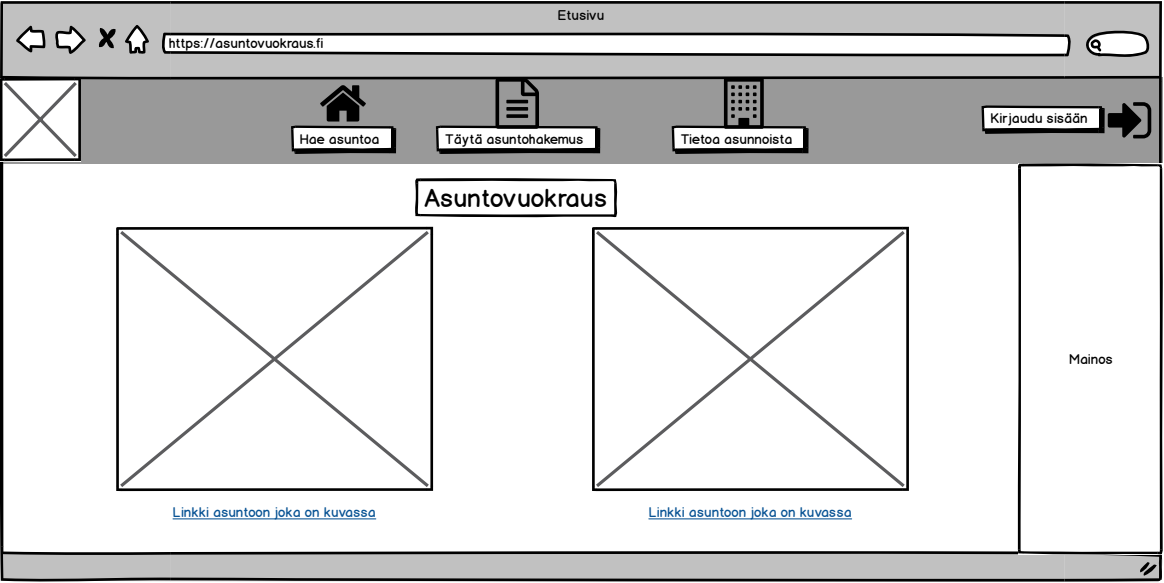 Etusivu
https://asuntovuokraus.fi
Hae asuntoa
Täytä asuntohakemus
Tietoa asunnoista
Kirjaudu sisään
Asuntovuokraus
Mainos
Linkki asuntoon joka on kuvassa
Linkki asuntoon joka on kuvassa